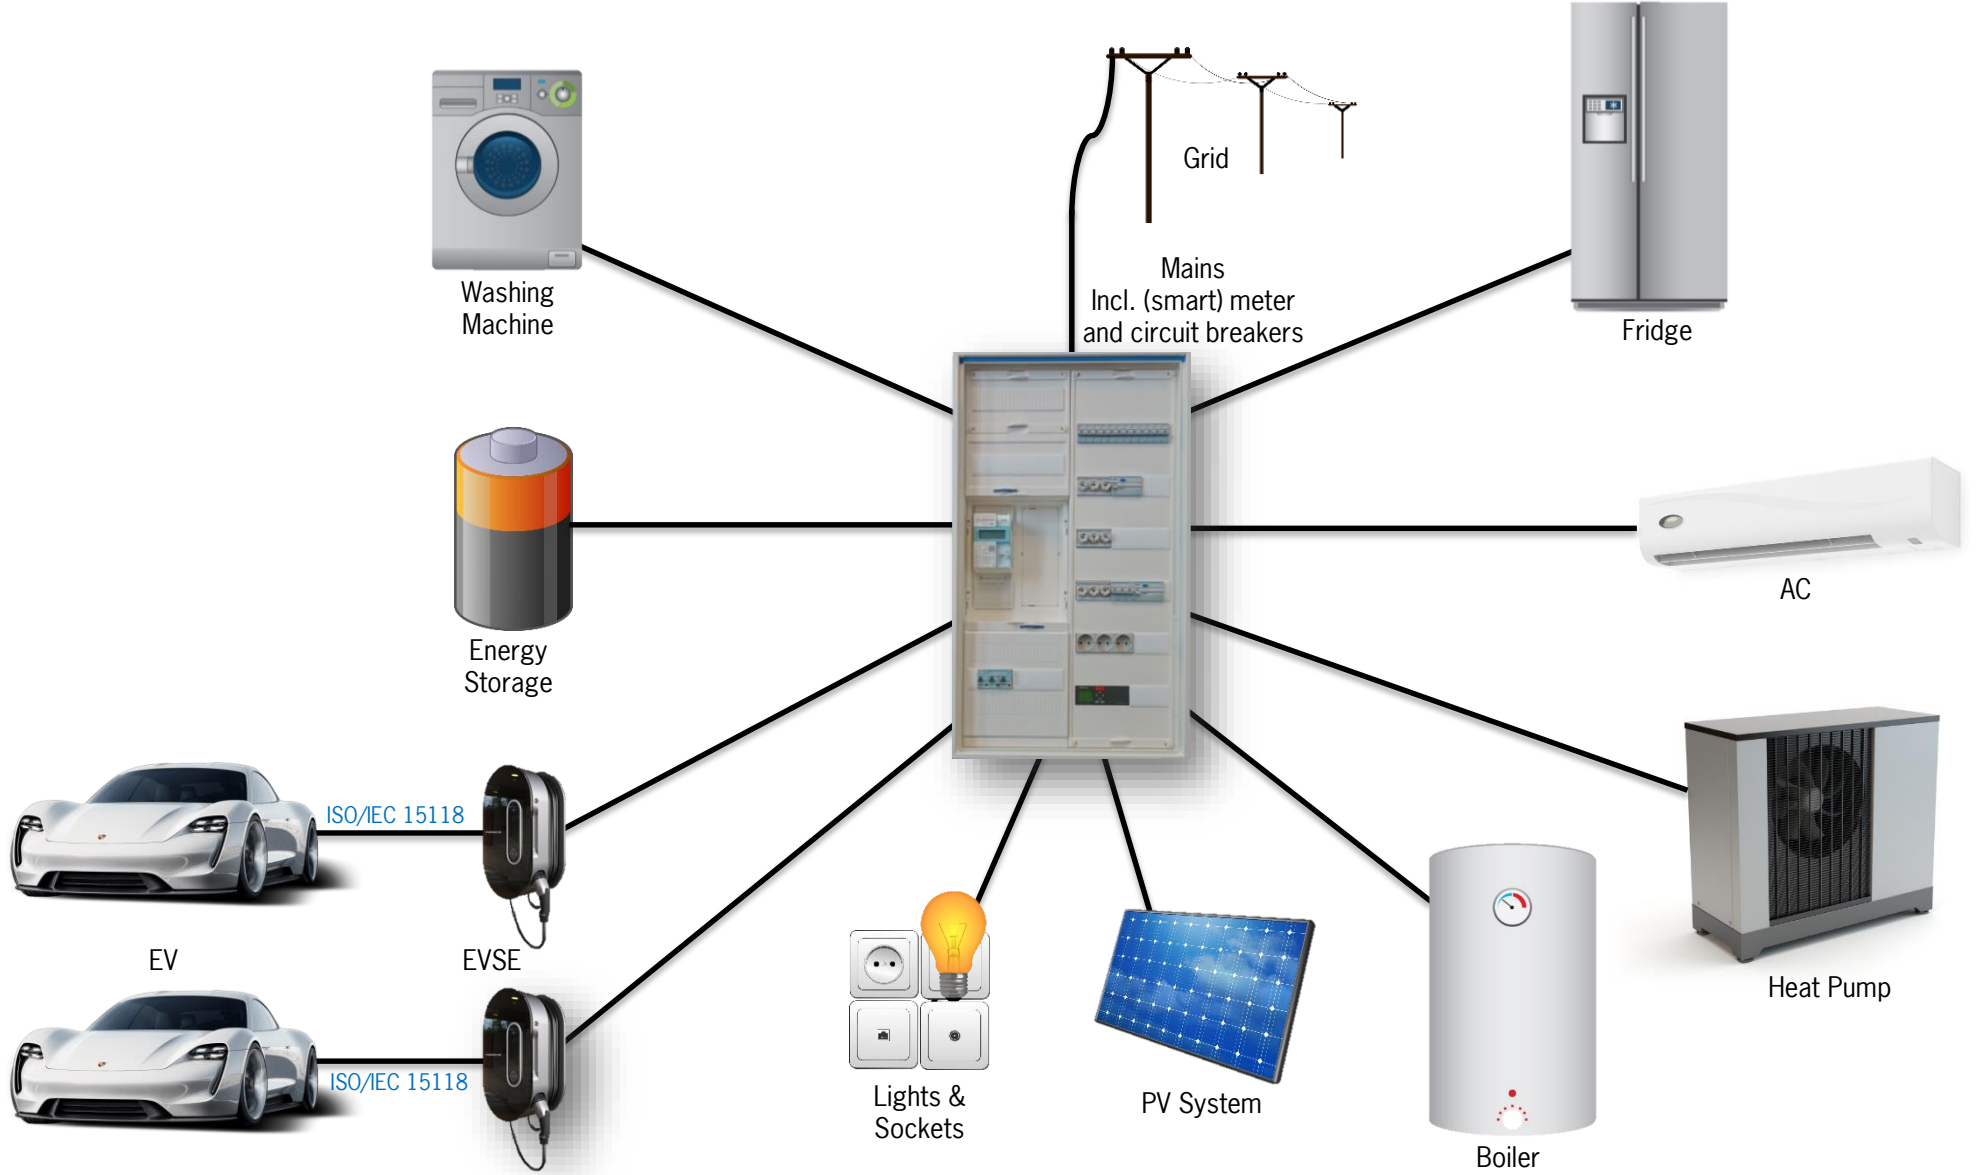 Grid
Mains
Incl. (smart) meter
and circuit breakers
Washing
Machine
Fridge
Energy
Storage
AC
ISO/IEC 15118
EV
EVSE
ISO/IEC 15118
Heat Pump
Lights &
Sockets
PV System
Boiler